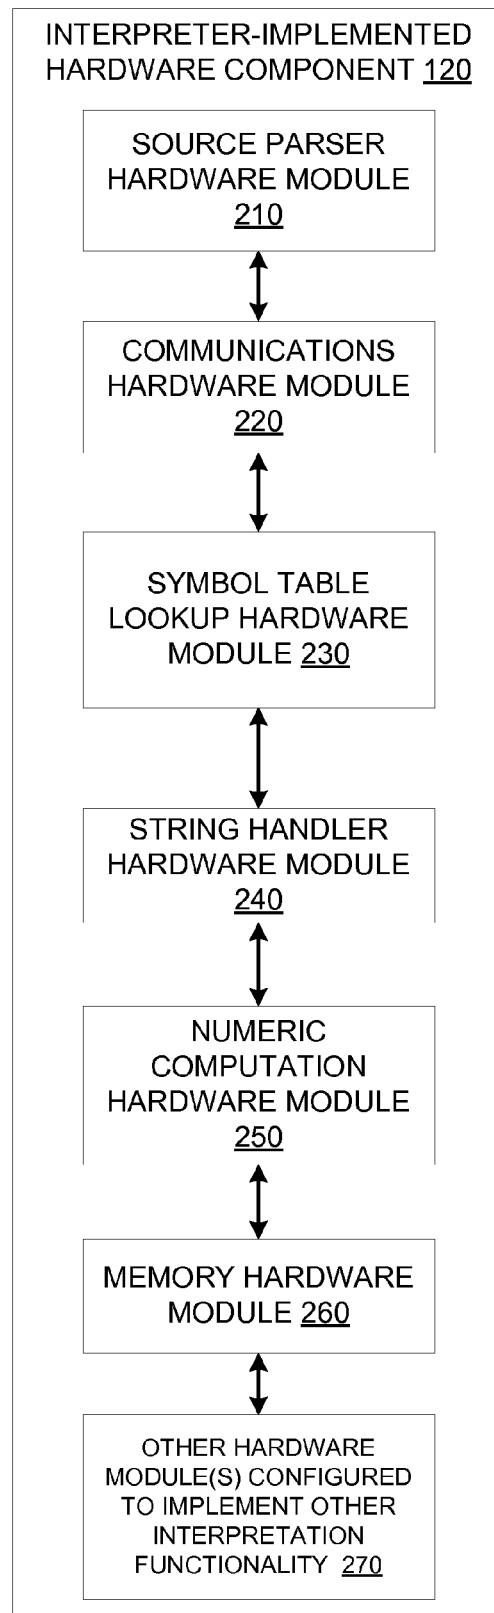 INTERPRETER-IMPLEMENTED
HARDWARE COMPONENT 120
SOURCE PARSER
HARDWARE MODULE
210
COMMUNICATIONS
HARDWARE MODULE
220
SYMBOL TABLE
LOOKUP HARDWARE
MODULE 230
STRING HANDLER
HARDWARE MODULE
240
NUMERIC
COMPUTATION
HARDWARE MODULE
250
MEMORY HARDWARE
MODULE 260
OTHER HARDWARE
MODULE(S) CONFIGURED
TO IMPLEMENT OTHER
INTERPRETATION
FUNCTIONALITY 270